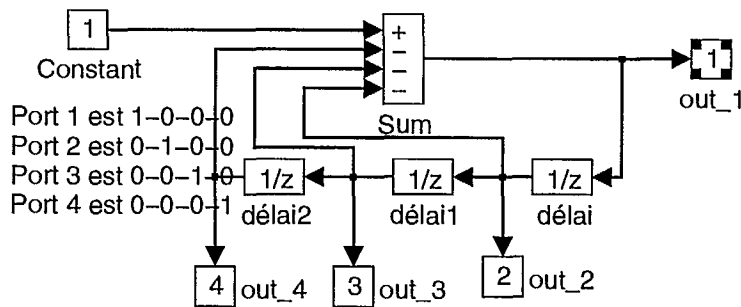 1
Constant
+
−
−
−
Sum
1
out_1
Port 1 est 1-0-0-0
Port 2 est 0-1-0-0
Port 3 est 0-0-1-0
Port 4 est 0-0-0-1
1/z
délai2
1/z
délai1
1/z
délai
4
out_4
3
out_3
2
out_2